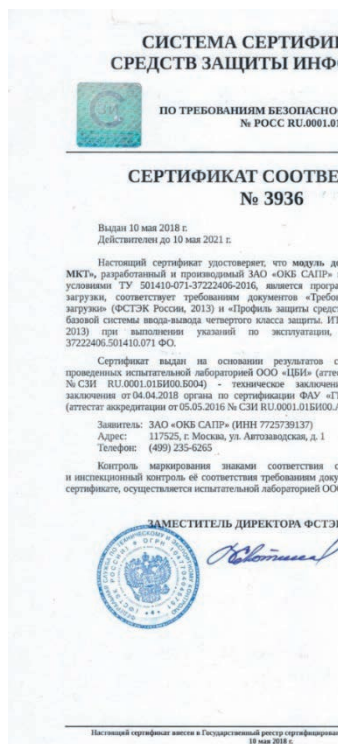 СИСТЕМА СЕРТИФИ
СРЕДСТВ ЗАЩИТЫ ИНФО
ПО ТРЕБОВАНИЯМ БЕЗОПАСНО
№ РОСС RU.0001.01
СЕРТИФИКАТ СООТВЕ
№ 3936
Выдан 10 мая 2018 г.
Действителен до 10 мая 2021 г.
Настоящий сертификат удостоверяет, что модуль до
МКТ», разработанный и производимый ЗАО «ОКБ САПР»
условиями ТУ 501410-071-37222406-2016, является програ
загрузки, соответствует требованиям документов «Требо
загрузки» (ФСТЭК России, 2013) и «Профиль защиты средст
базовой системы ввода-вывода четвертого класса защиты. ИТ
2013) при выполнении указаний по эксплуатации,
37222406.501410.071 ФО.
Сертификат выдан на основании результатов с
проведенных испытательной лабораторией ООО «ЦБИ» (аттес
№ СЗИ RU.0001.01БИ00.Б004) - техническое заключени
заключения от 04.04.2018 органа по сертификации ФАУ «ГН
(аттестат аккредитации от 05.05.2016 № СЗИ RU.0001.01БИ00.А
Заявитель: ЗАО «ОКБ САПР» (ИНН 7725739137)
Адрес: 117525, г. Москва, ул. Автозаводская, д. 1
Телефон: (499) 235-6265
Контроль маркирования знаками соответствия с
и инспекционный контроль её соответствия требованиям доку
сертификате, осуществляется испытательной лабораторией ООО
ЗАМЕСТИТЕЛЬ ДИРЕКТОРА ФСТЭ
Настоящий сертификат внесен в Государственный реестр сертифицирова
10 мая 2018 г.